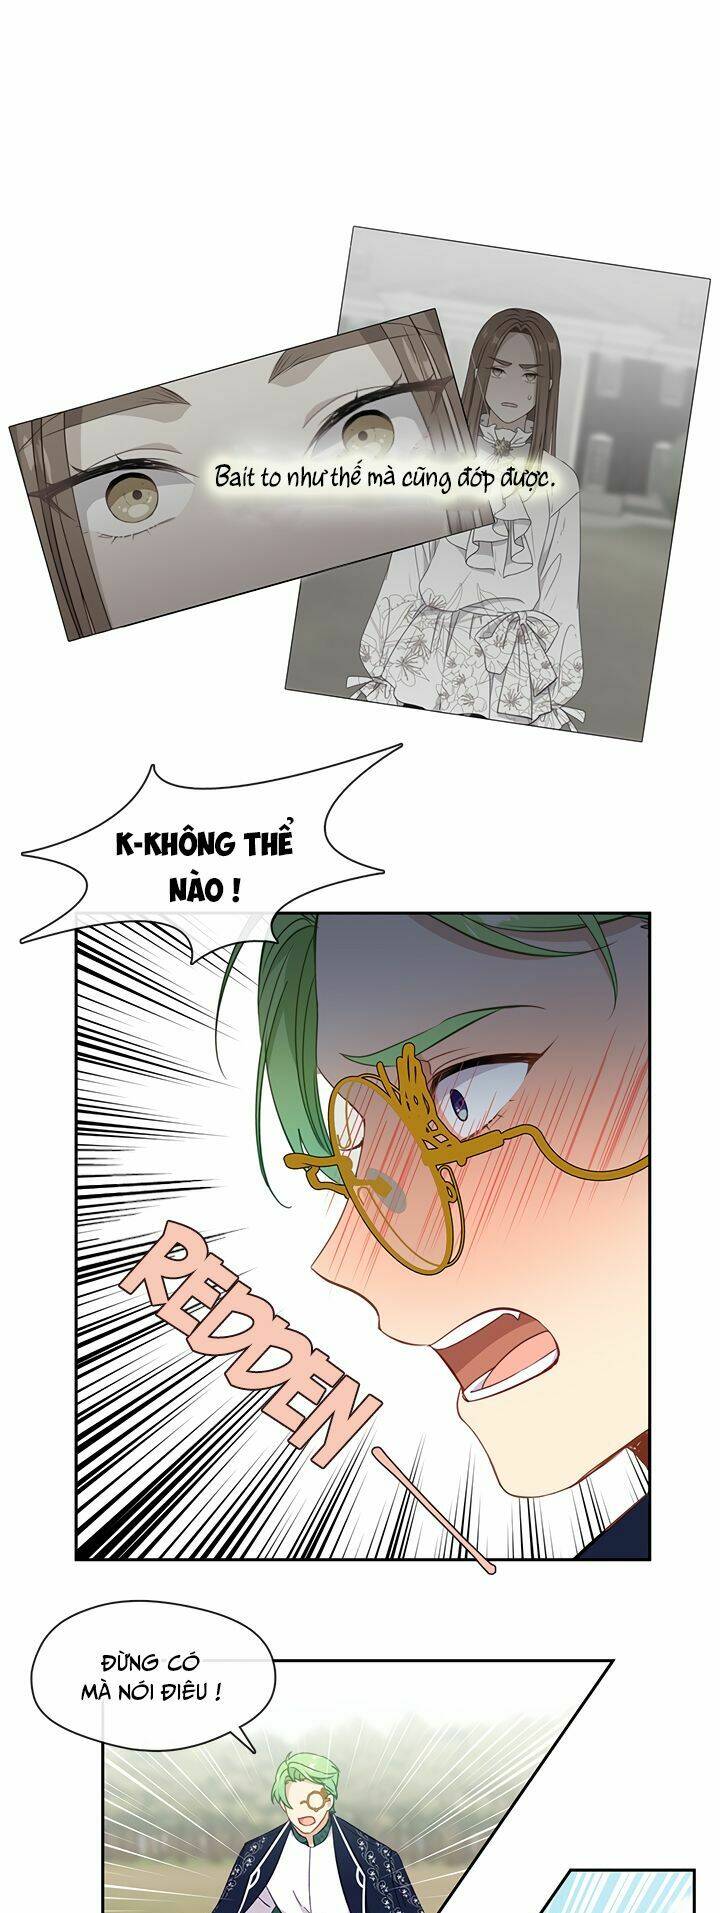 Bait to như thế mà cũng đớp được.
K-KHÔNG THỂ
NÀO !
REDDEN
ĐỪNG CÓ
MÀ NÓI ĐIÊU !